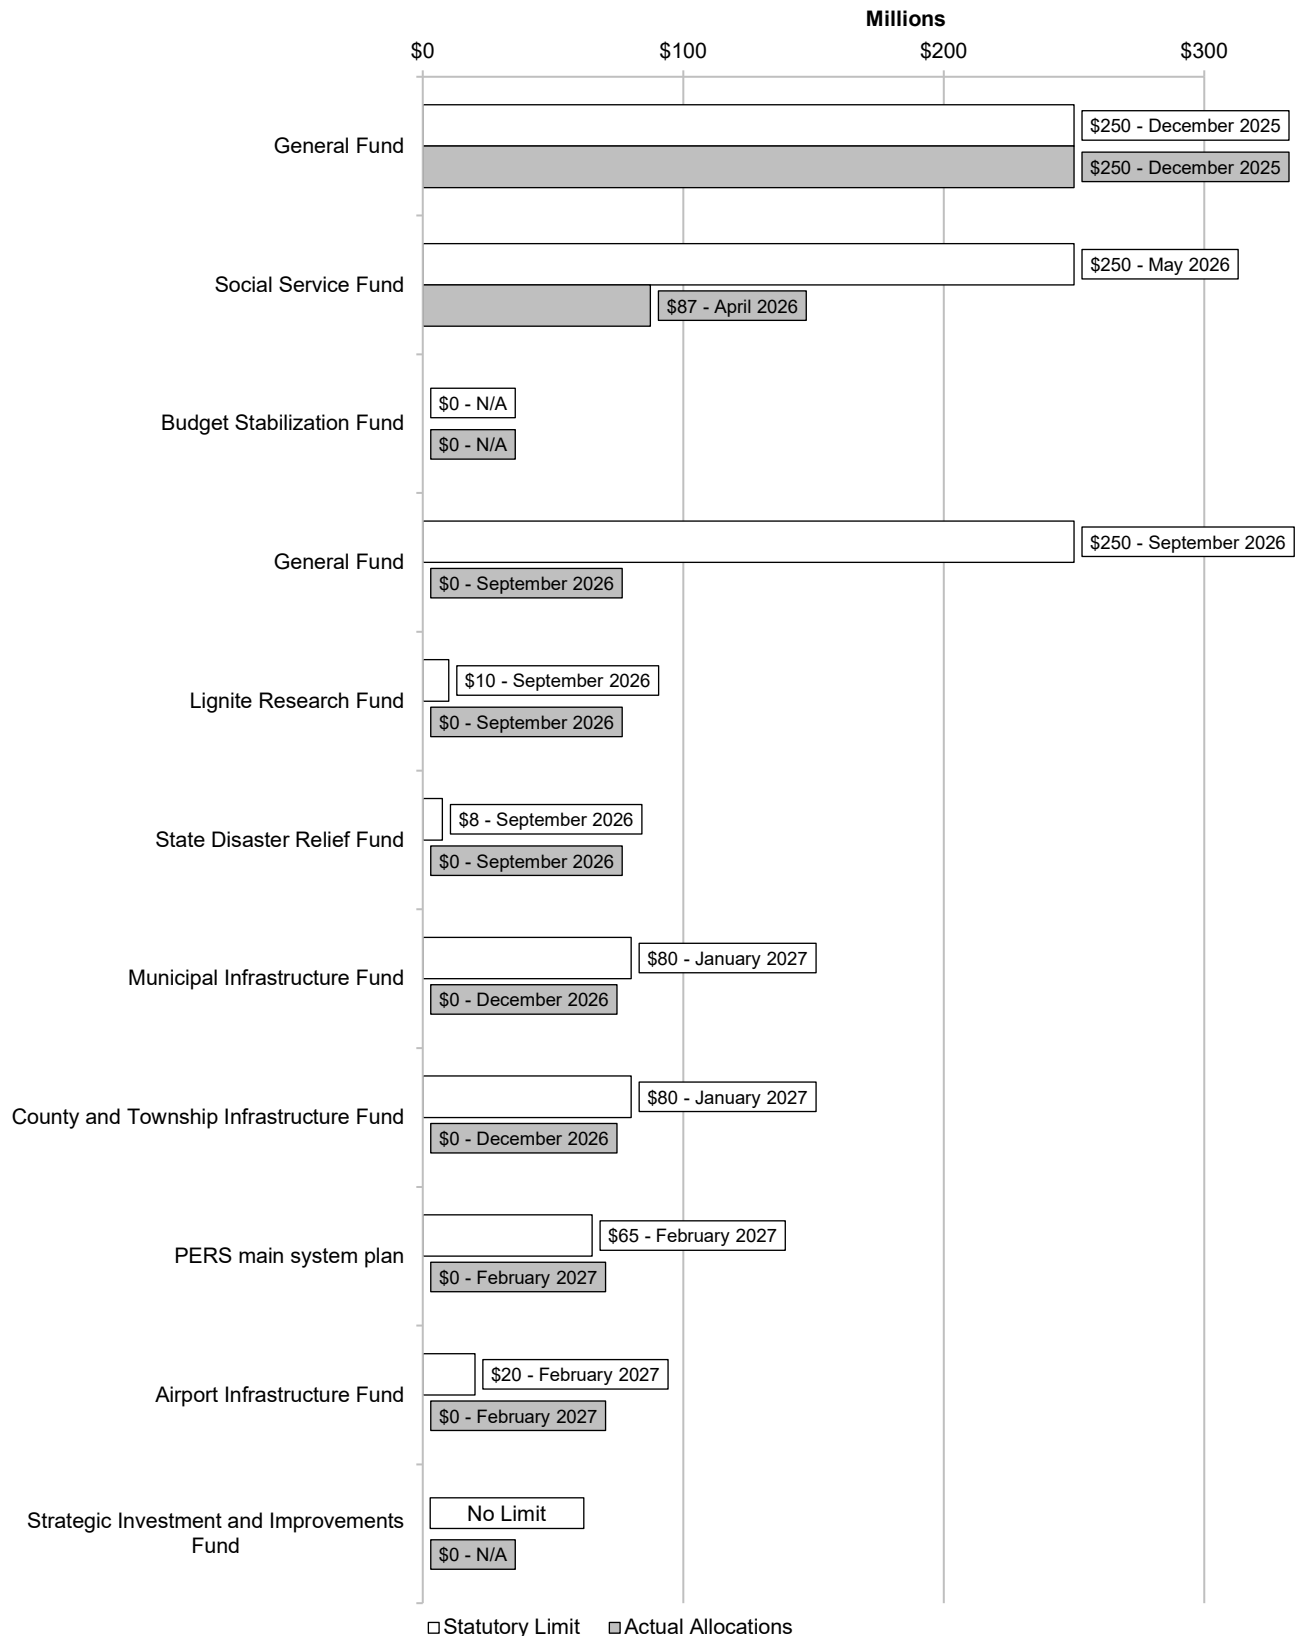 Millions
$0 $100 $200 $300
General Fund
$250 - December 2025
$250 - December 2025
Social Service Fund
$250 - May 2026
$87 - April 2026
Budget Stabilization Fund
$0 - N/A
$0 - N/A
General Fund
$250 - September 2026
$0 - September 2026
Lignite Research Fund
$10 - September 2026
$0 - September 2026
State Disaster Relief Fund
$8 - September 2026
$0 - September 2026
Municipal Infrastructure Fund
$80 - January 2027
$0 - December 2026
County and Township Infrastructure Fund
$80 - January 2027
$0 - December 2026
PERS main system plan
$65 - February 2027
$0 - February 2027
Airport Infrastructure Fund
$20 - February 2027
$0 - February 2027
Strategic Investment and Improvements
Fund
No Limit
$0 - N/A
Statutory Limit Actual Allocations